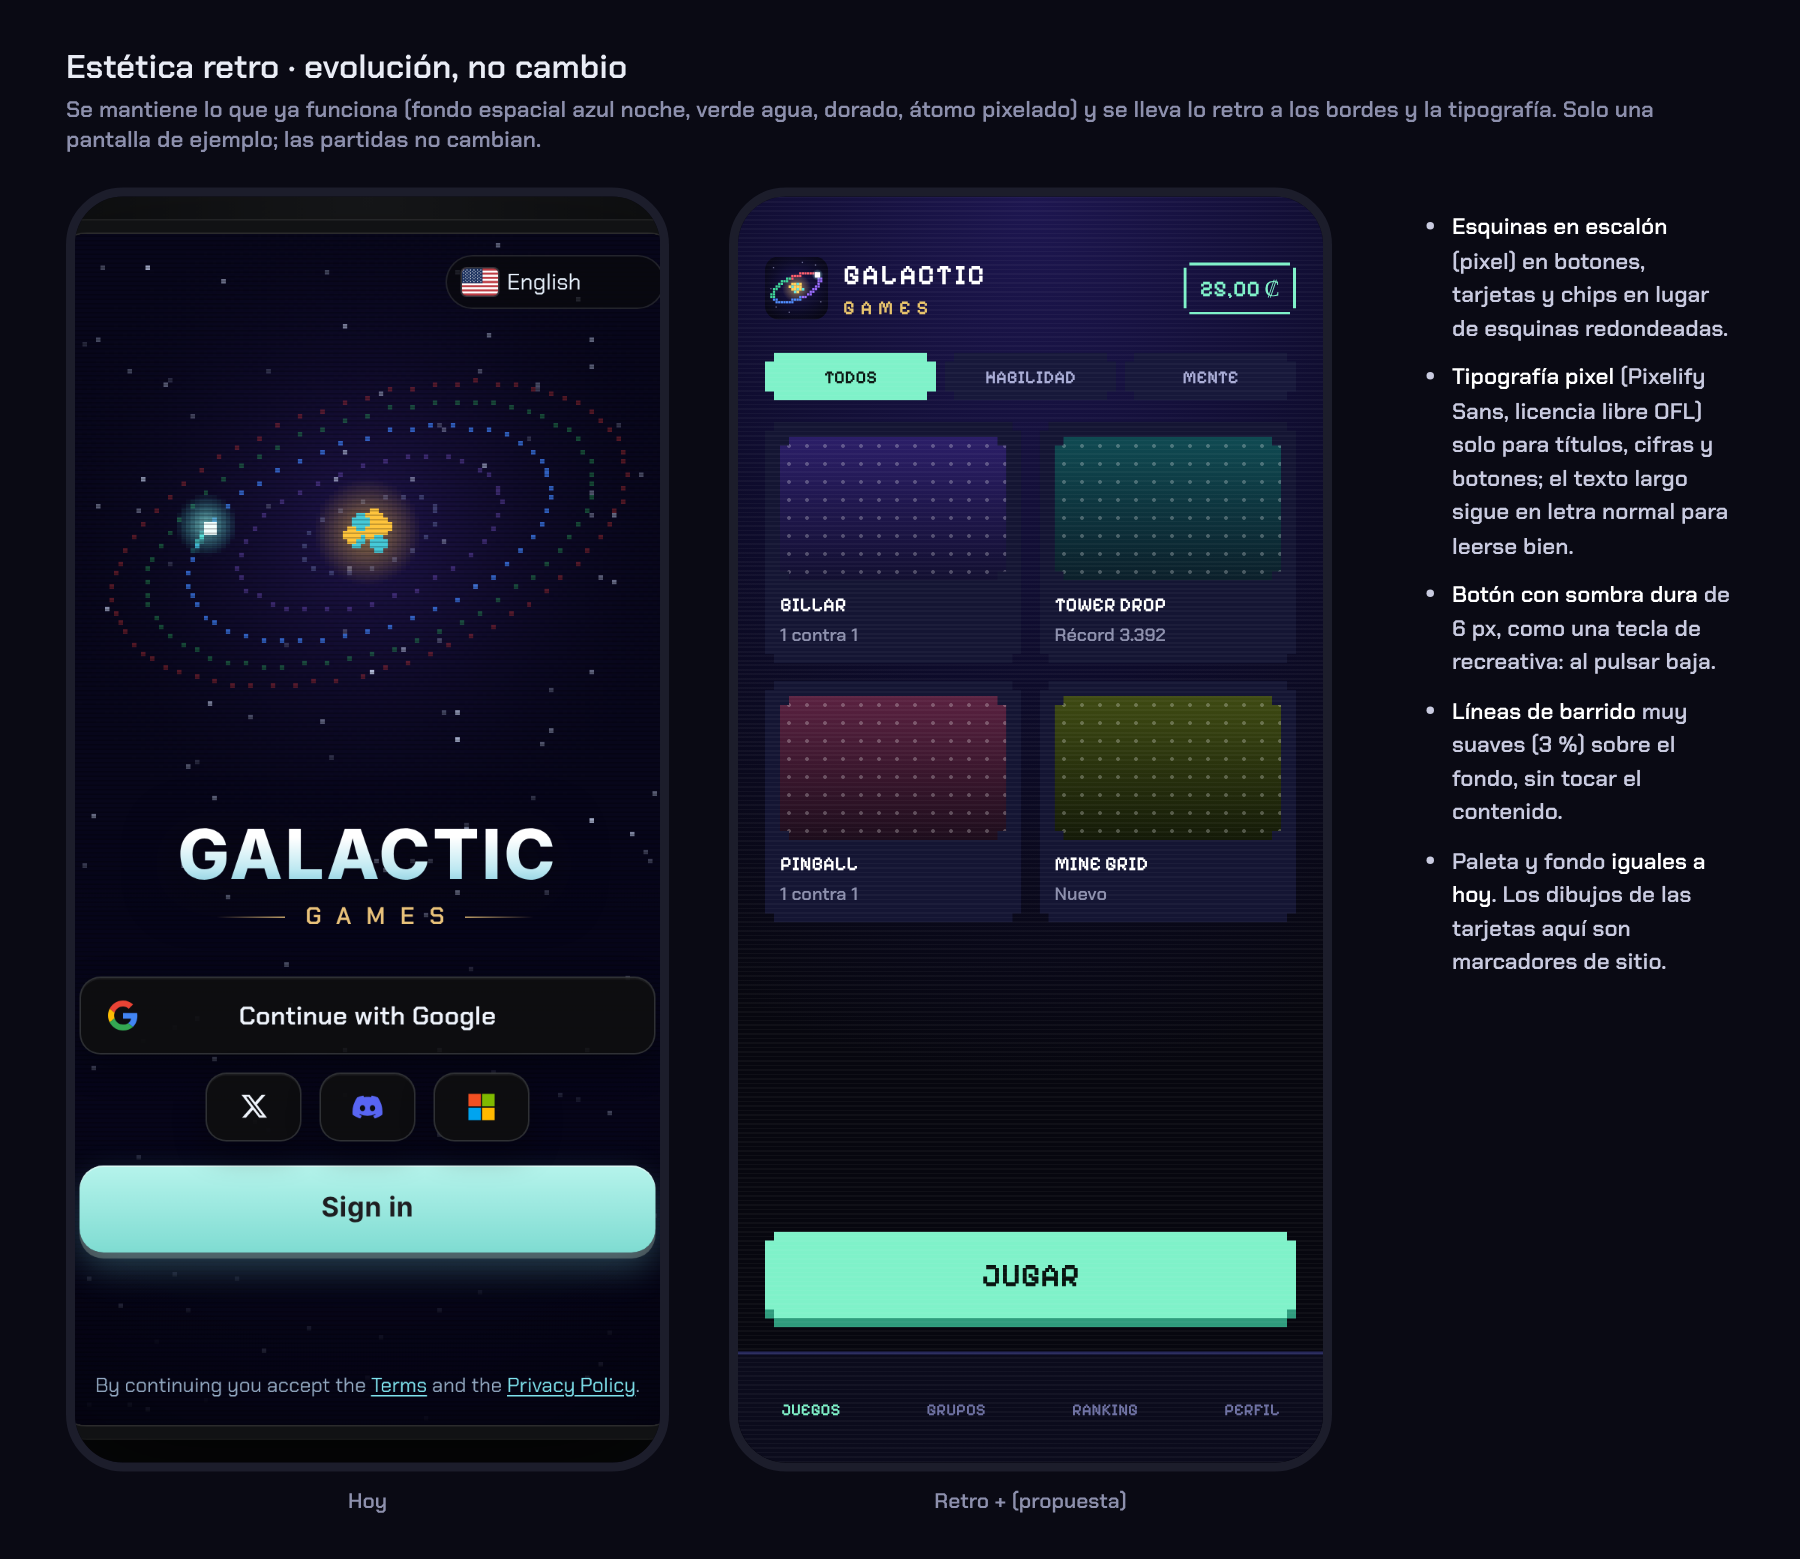 Estética retro · evolución, no cambio
Se mantiene lo que ya funciona (fondo espacial azul noche, verde agua, dorado, átomo pixelado) y se lleva lo retro a los bordes y la tipografía. Solo una
pantalla de ejemplo; las partidas no cambian.
English
GALACTIC
GAMES
Continue with Google
Sign in
By continuing you accept the Terms and the Privacy Policy.
Hoy
GALACTIC
GAMES
28,00 ₡
TODOS
HABILIDAD
MENTE
BILLAR
1 contra 1
TOWER DROP
Récord 3.392
PINBALL
1 contra 1
MINE GRID
Nuevo
JUGAR
JUEGOS
GRUPOS
RANKING
PERFIL
Retro + (propuesta)
• Esquinas en escalón
(pixel) en botones,
tarjetas y chips en lugar
de esquinas redondeadas.
• Tipografía pixel (Pixelify
Sans, licencia libre OFL)
solo para títulos, cifras y
botones; el texto largo
sigue en letra normal para
leerse bien.
• Botón con sombra dura de
6 px, como una tecla de
recreativa: al pulsar baja.
• Líneas de barrido muy
suaves (3 %) sobre el
fondo, sin tocar el
contenido.
• Paleta y fondo iguales a
hoy. Los dibujos de las
tarjetas aquí son
marcadores de sitio.